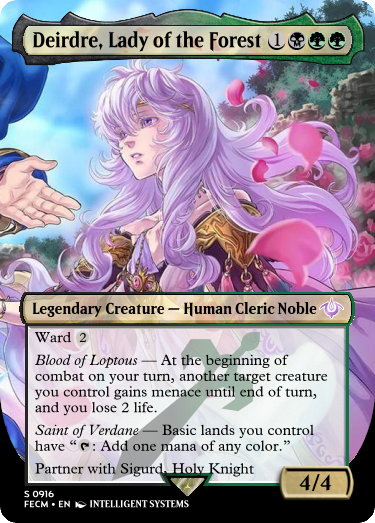 Deirdre, Lady of the Forest 1
Legendary Creature — Human Cleric Noble
Ward 2
Blood of Loptous — At the beginning of
combat on your turn, another target creature
you control gains menace until end of turn,
and you lose 2 life.
Saint of Verdane — Basic lands you control
have “: Add one mana of any color.”
Partner with Sigurd, Holy Knight
4/4
S 0916
FECM • EN INTELLIGENT SYSTEMS